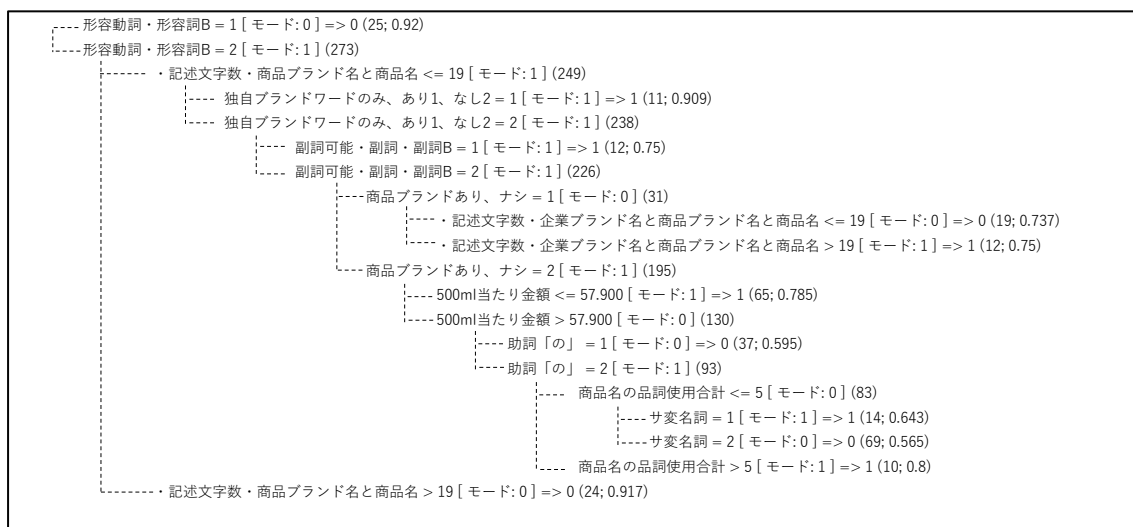 形容動詞・形容詞B = 1 [ モード: 0 ] => 0 (25; 0.92)
形容動詞・形容詞B = 2 [ モード: 1 ] (273)
・記述文字数・商品ブランド名と商品名 <= 19 [ モード: 1 ] (249)
独自ブランドワードのみ、あり1、なし2 = 1 [ モード: 1 ] => 1 (11; 0.909)
独自ブランドワードのみ、あり1、なし2 = 2 [ モード: 1 ] (238)
副詞可能・副詞・副詞B = 1 [ モード: 1 ] => 1 (12; 0.75)
副詞可能・副詞・副詞B = 2 [ モード: 1 ] (226)
商品ブランドあり、ナシ = 1 [ モード: 0 ] (31)
・記述文字数・企業ブランド名と商品ブランド名と商品名 <= 19 [ モード: 0 ] => 0 (19; 0.737)
・記述文字数・企業ブランド名と商品ブランド名と商品名 > 19 [ モード: 1 ] => 1 (12; 0.75)
商品ブランドあり、ナシ = 2 [ モード: 1 ] (195)
500ml当たり金額 <= 57.900 [ モード: 1 ] => 1 (65; 0.785)
500ml当たり金額 > 57.900 [ モード: 0 ] (130)
助詞「の」 = 1 [ モード: 0 ] => 0 (37; 0.595)
助詞「の」 = 2 [ モード: 1 ] (93)
商品名の品詞使用合計 <= 5 [ モード: 0 ] (83)
サ変名詞 = 1 [ モード: 1 ] => 1 (14; 0.643)
サ変名詞 = 2 [ モード: 0 ] => 0 (69; 0.565)
商品名の品詞使用合計 > 5 [ モード: 1 ] => 1 (10; 0.8)
・記述文字数・商品ブランド名と商品名 > 19 [ モード: 0 ] => 0 (24; 0.917)